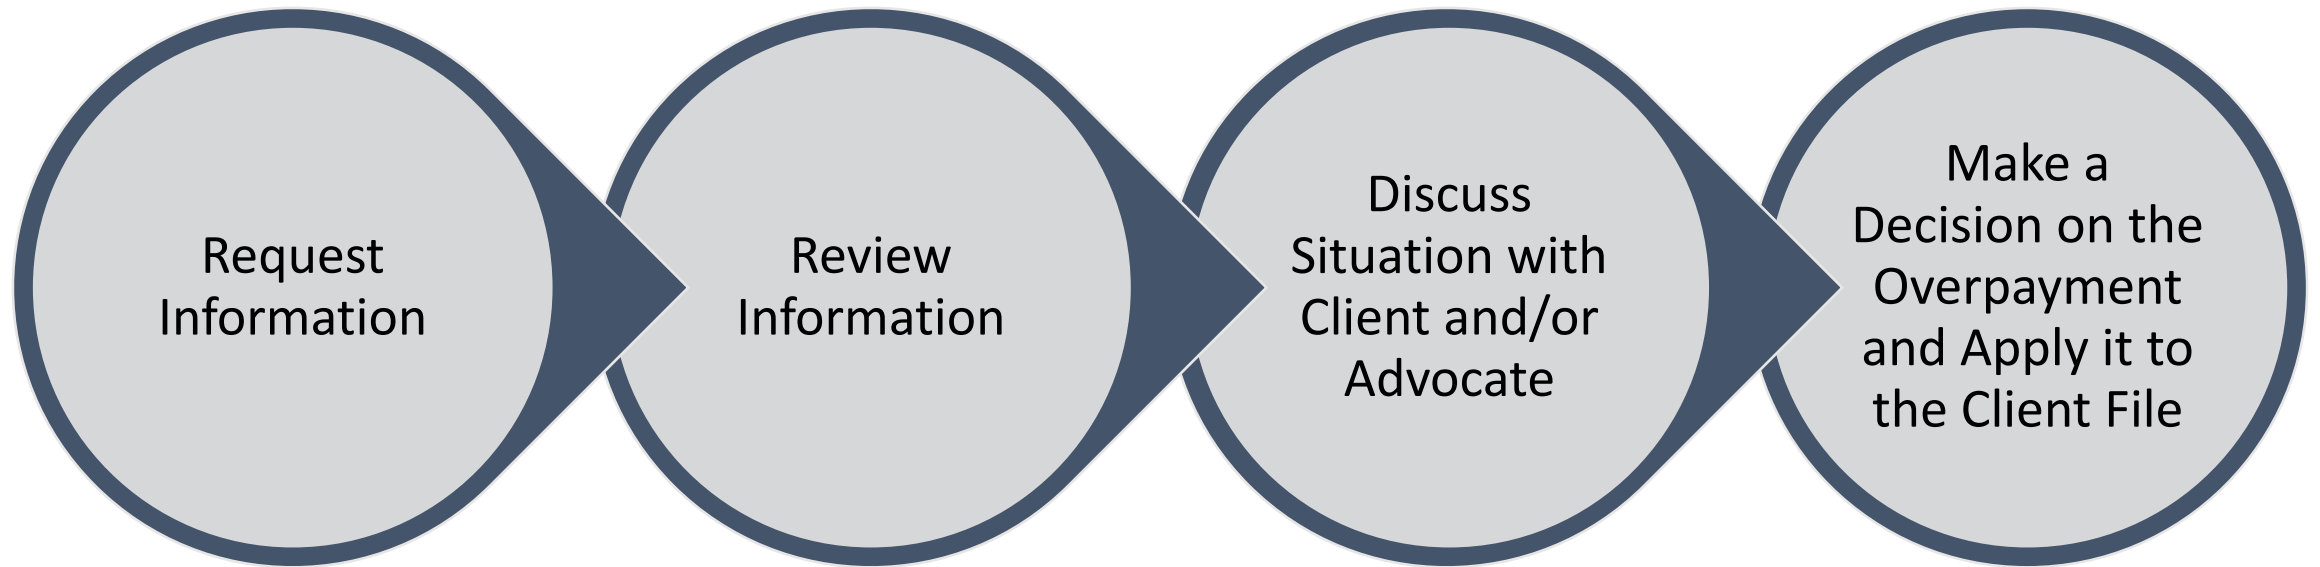 Request
Information
Review
Information
Discuss
Situation with
Client and/or
Advocate
Make a
Decision on the
Overpayment
and Apply it to
the Client File